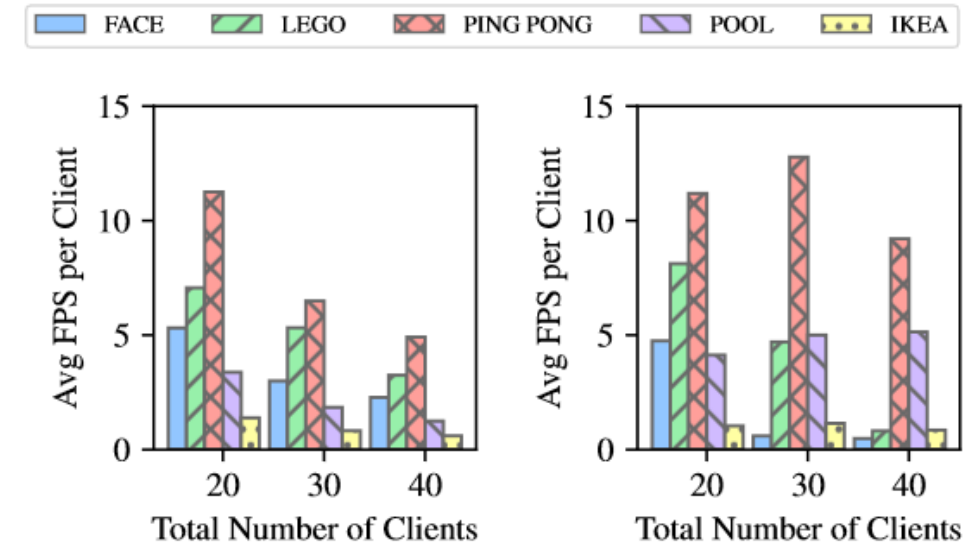 FACE LEGO PING PONG POOL IKEA
15
10
5
0
Avg FPS per Client
20 30 40
Total Number of Clients
15
10
5
0
Avg FPS per Client
20 30 40
Total Number of Clients